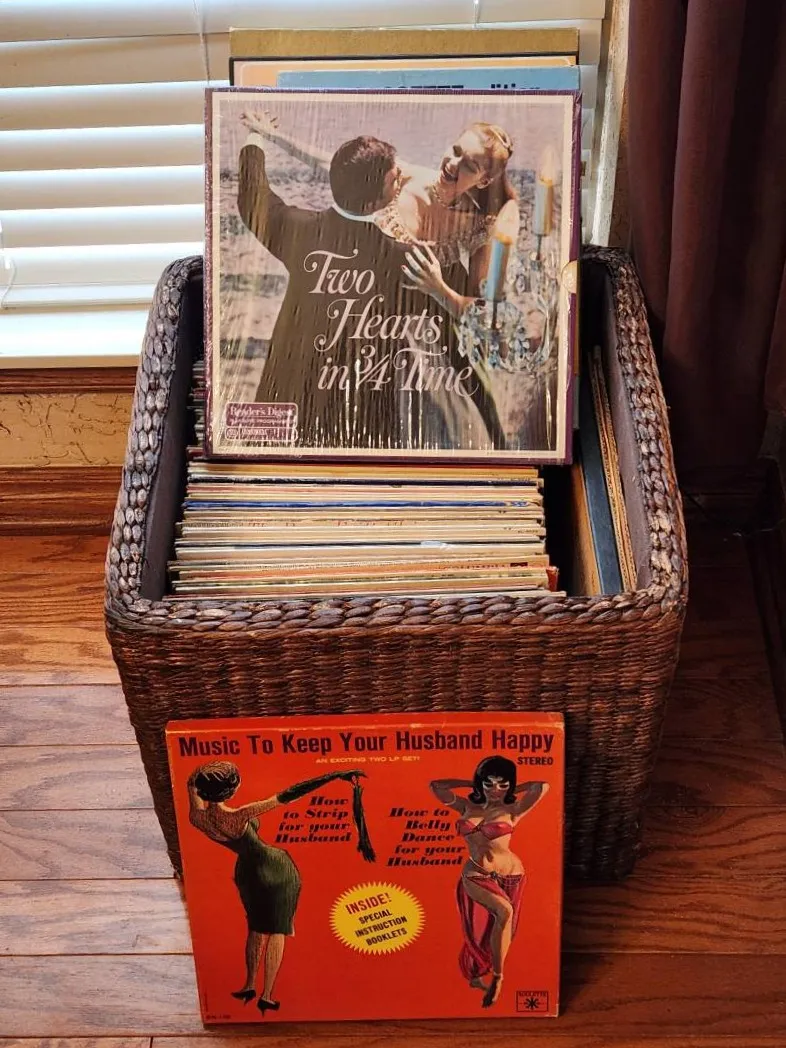 Two
Hearts
in 3/4 Time
Reader's Digest
Music To Keep Your Husband Happy
AN EXCITING TWO LP SET!
STEREO
How
to Strip
for your
Husband
How to
Belly
Dance
for your
Husband
INSIDE!
SPECIAL
INSTRUCTION
BOOKLETS
ROULETTE